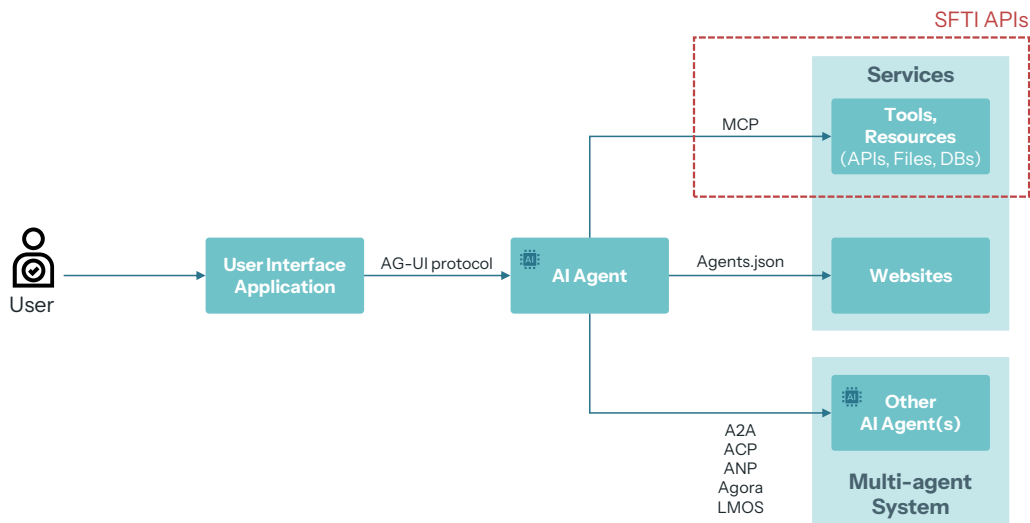 SFTI APIs
Services
Tools,
Resources
(APIs, Files, DBs)
MCP
User
User Interface
Application
AG-UI protocol
AI
AI Agent
Agents.json
Websites
AI
Other
AI Agent(s)
A2A
ACP
ANP
Agora
LMOS
Multi-agent
System